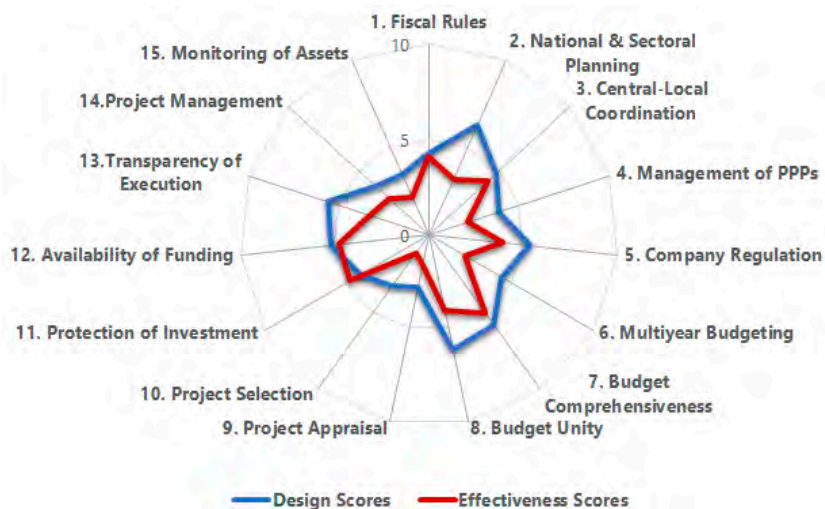 1. Fiscal Rules
10
2. National & Sectoral
Planning
3. Central-Local
Coordination
4. Management of PPPs
5. Company Regulation
6. Multiyear Budgeting
7. Budget
Comprehensiveness
8. Budget Unity
9. Project Appraisal
10. Project Selection
11. Protection of Investment
12. Availability of Funding
13.Transparency of
Execution
14.Project Management
15. Monitoring of Assets
5
0
Design Scores
Effectiveness Scores